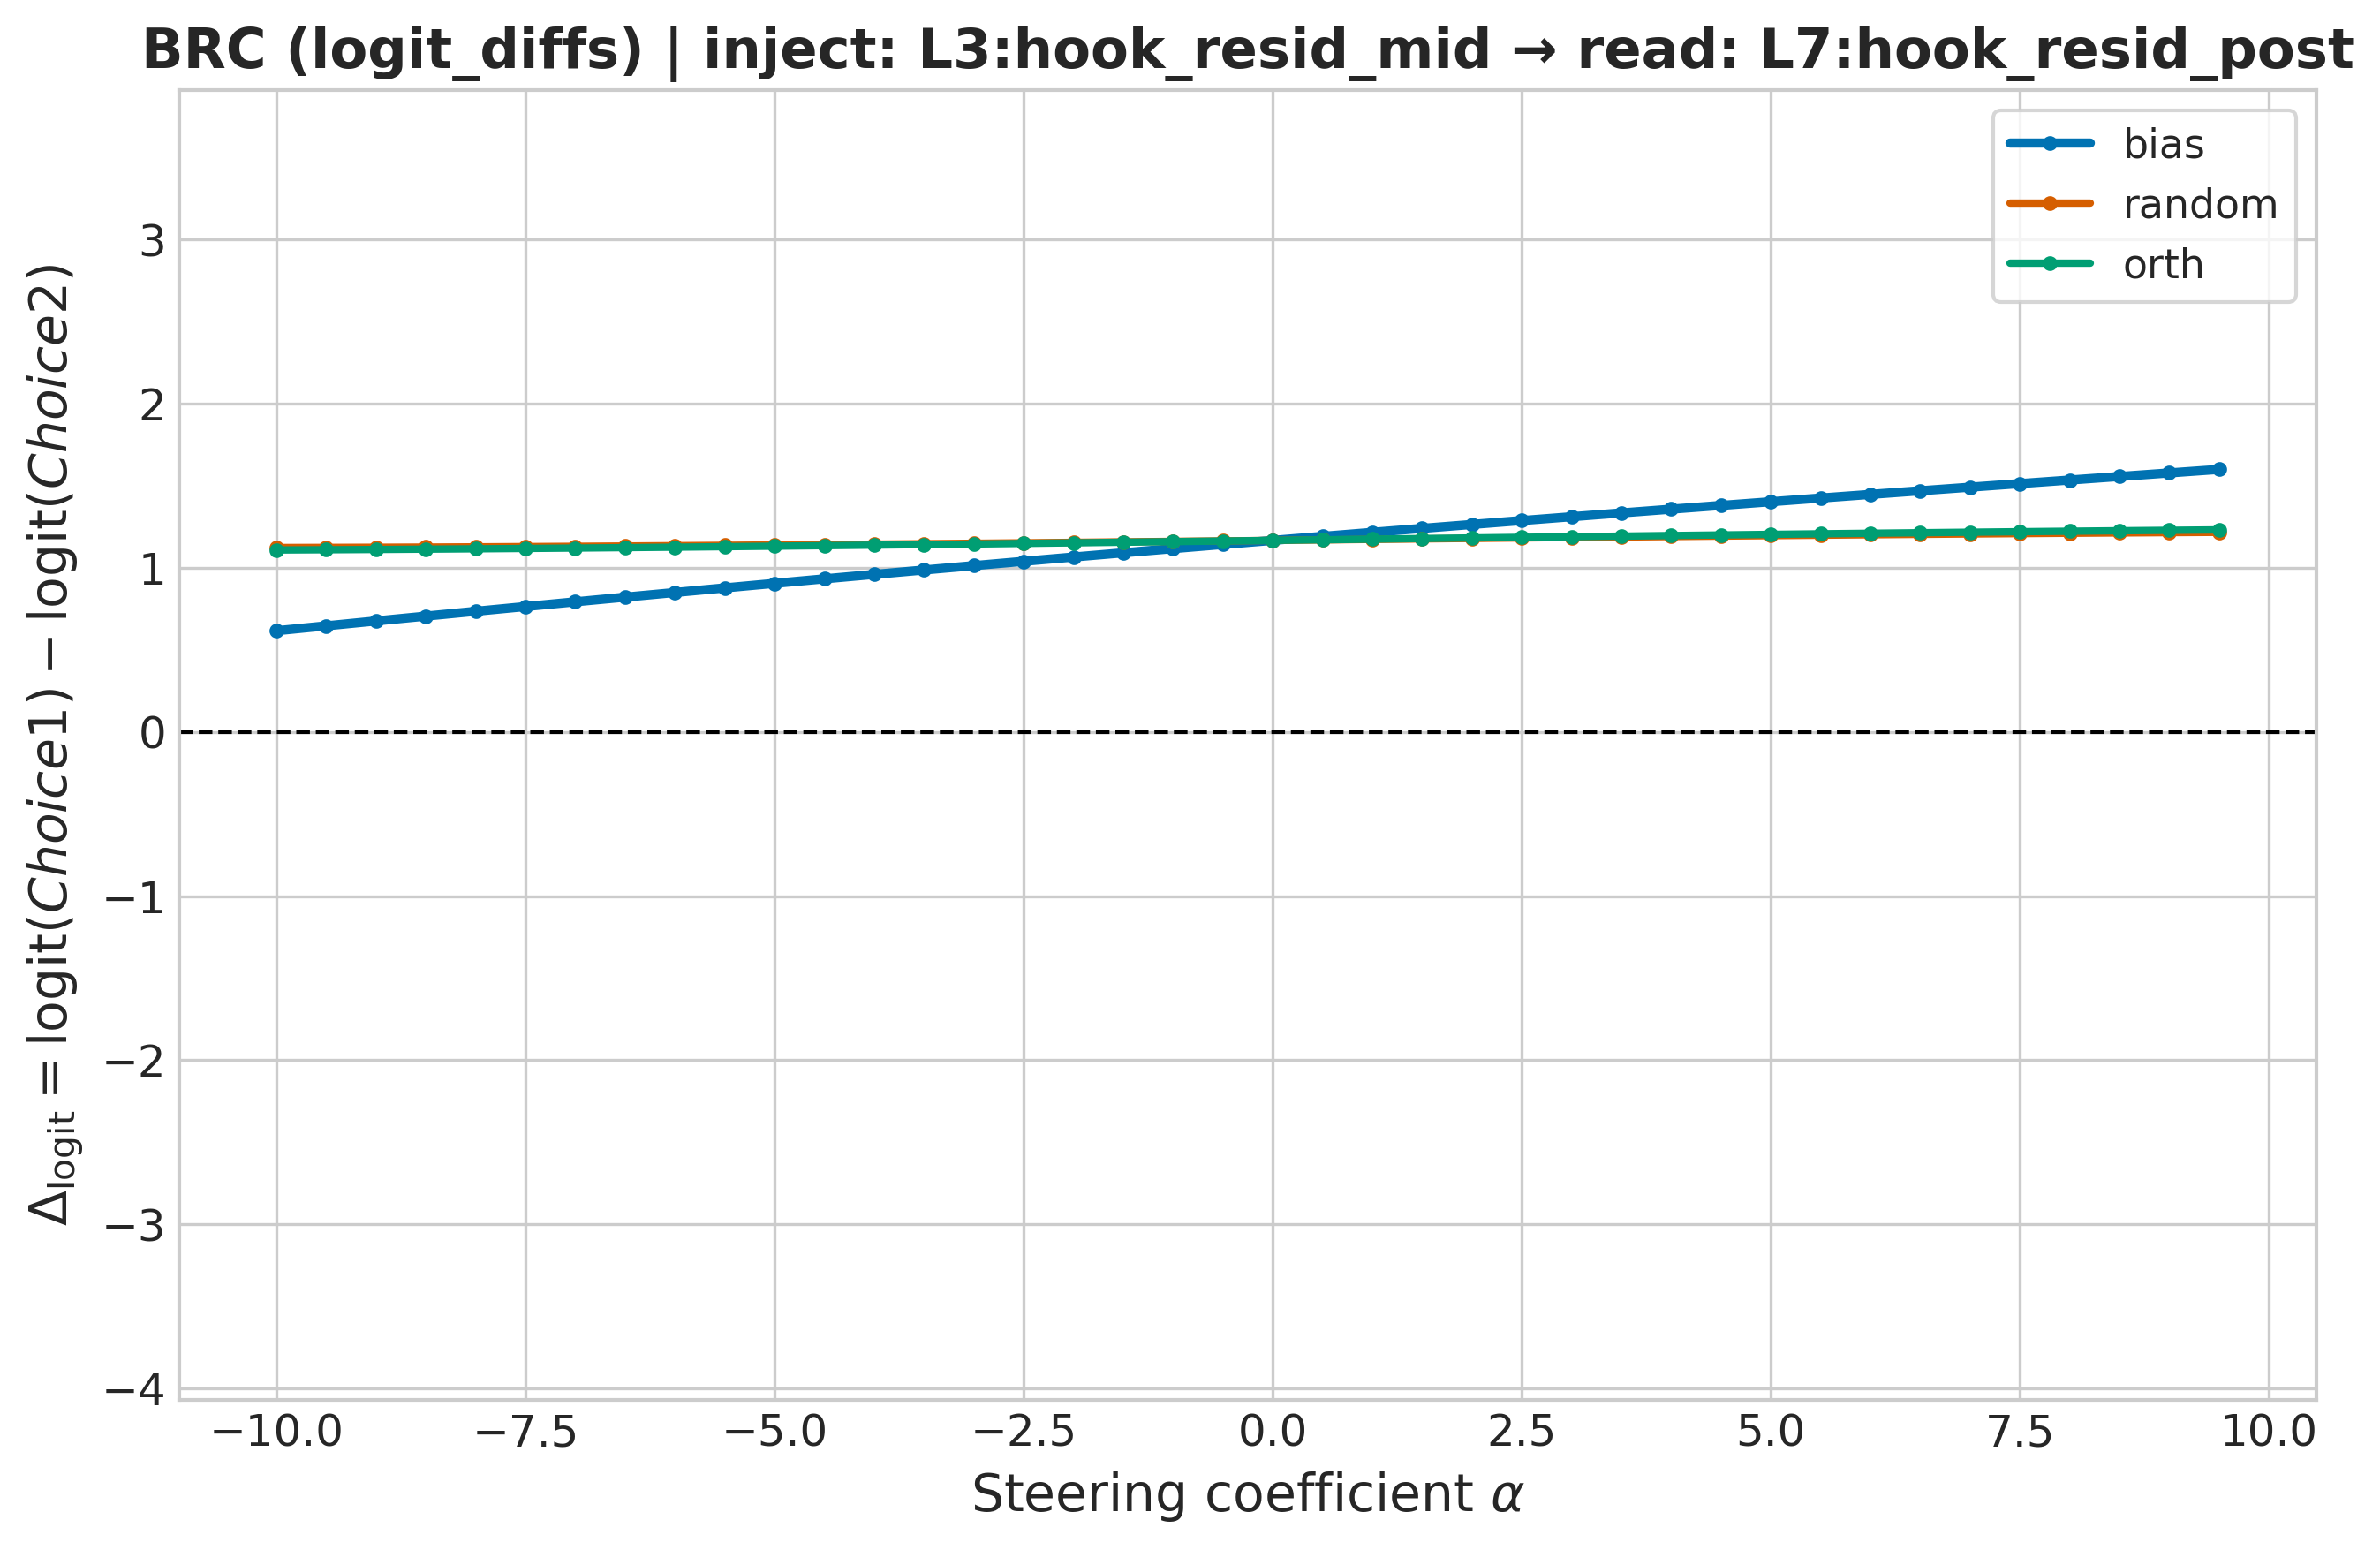 BRC (logit_diffs) | inject: L3:hook_resid_mid → read: L7:hook_resid_post
Δlogit = logit(Choice1) − logit(Choice2)
3
2
1
0
−1
−2
−3
−4
bias
random
orth
−10.0 −7.5 −5.0 −2.5 0.0 2.5 5.0 7.5 10.0
Steering coefficient α